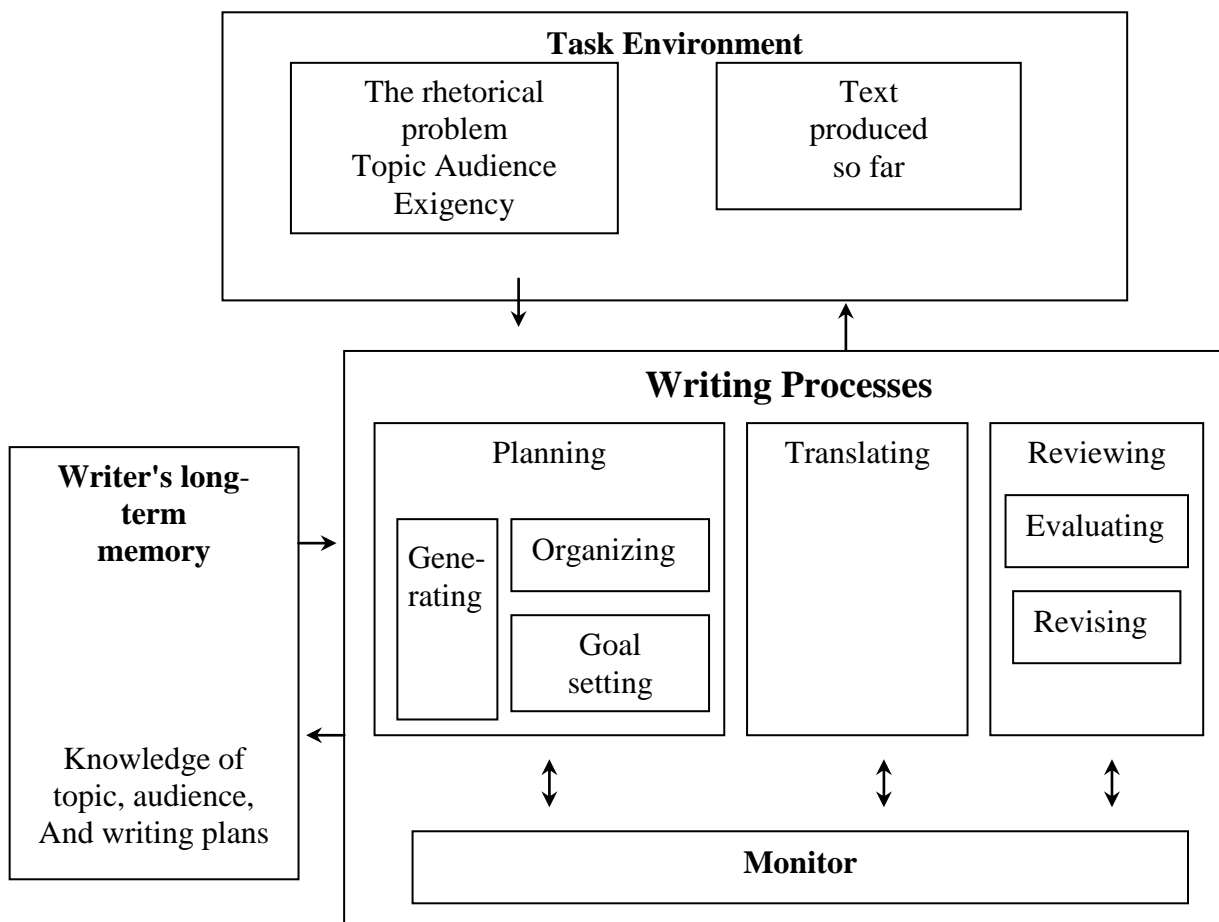 Task Environment
The rhetorical
problem
Topic Audience
Exigency
Text
produced
so far
Writing Processes
Writer's long-
term
memory
Knowledge of
topic, audience,
And writing plans
Planning
Gene-
rating
Organizing
Goal
setting
Translating
Reviewing
Evaluating
Revising
Monitor